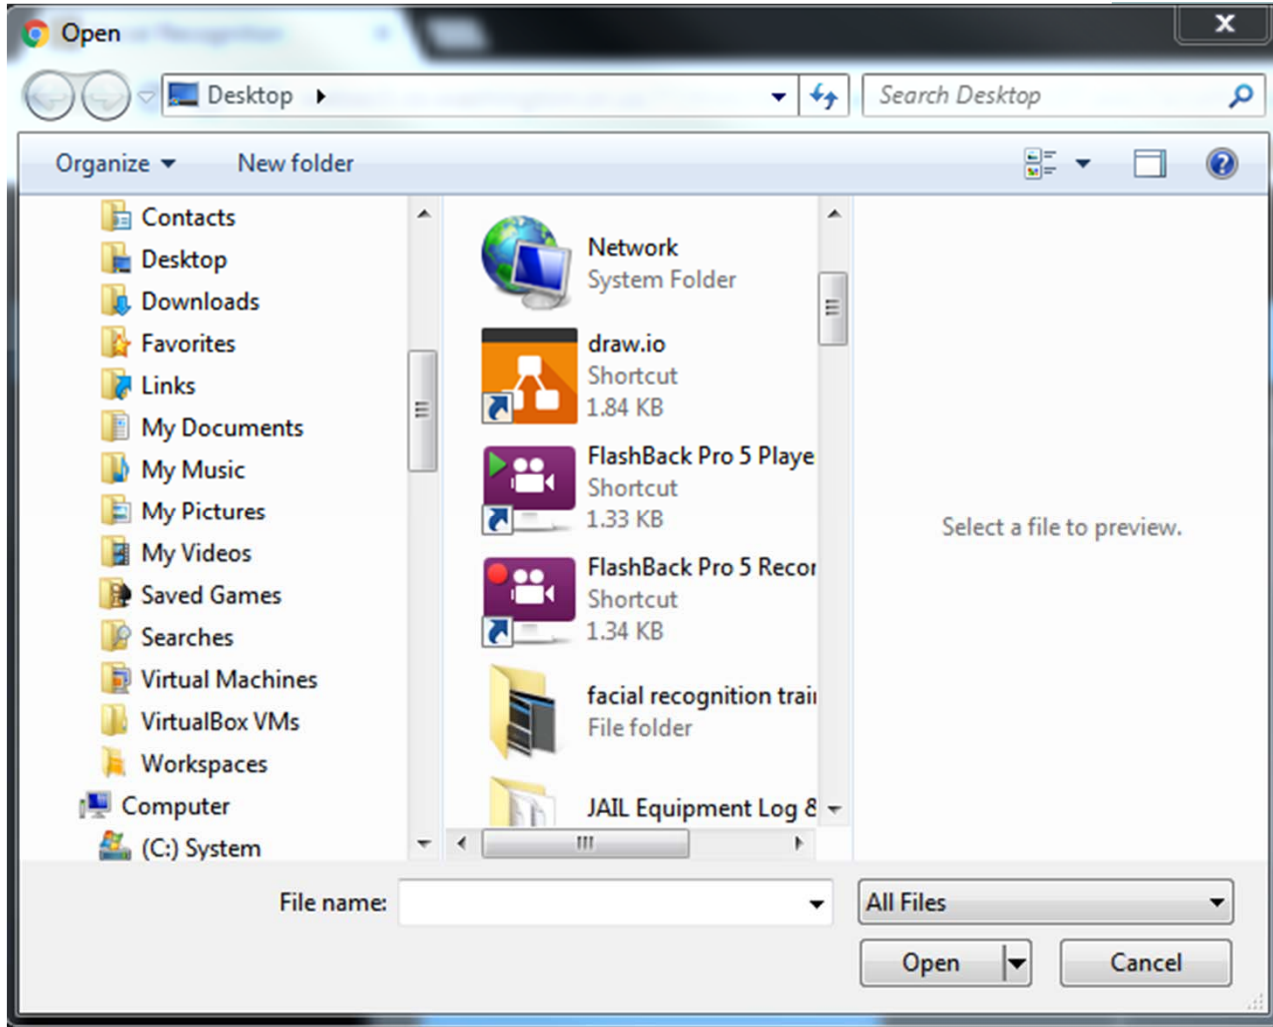 Open
Desktop
Search Desktop
Organize
New folder
Contacts
Desktop
Downloads
Favorites
Links
My Documents
My Music
My Pictures
My Videos
Saved Games
Searches
Virtual Machines
VirtualBox VMs
Workspaces
Computer
(C:) System
Network
System Folder
draw.io
Shortcut
1.84 KB
FlashBack Pro 5 Playe
Shortcut
1.33 KB
FlashBack Pro 5 Recor
Shortcut
1.34 KB
facial recognition trai
File folder
JAIL Equipment Log &
Select a file to preview.
File name:
All Files
Open
Cancel